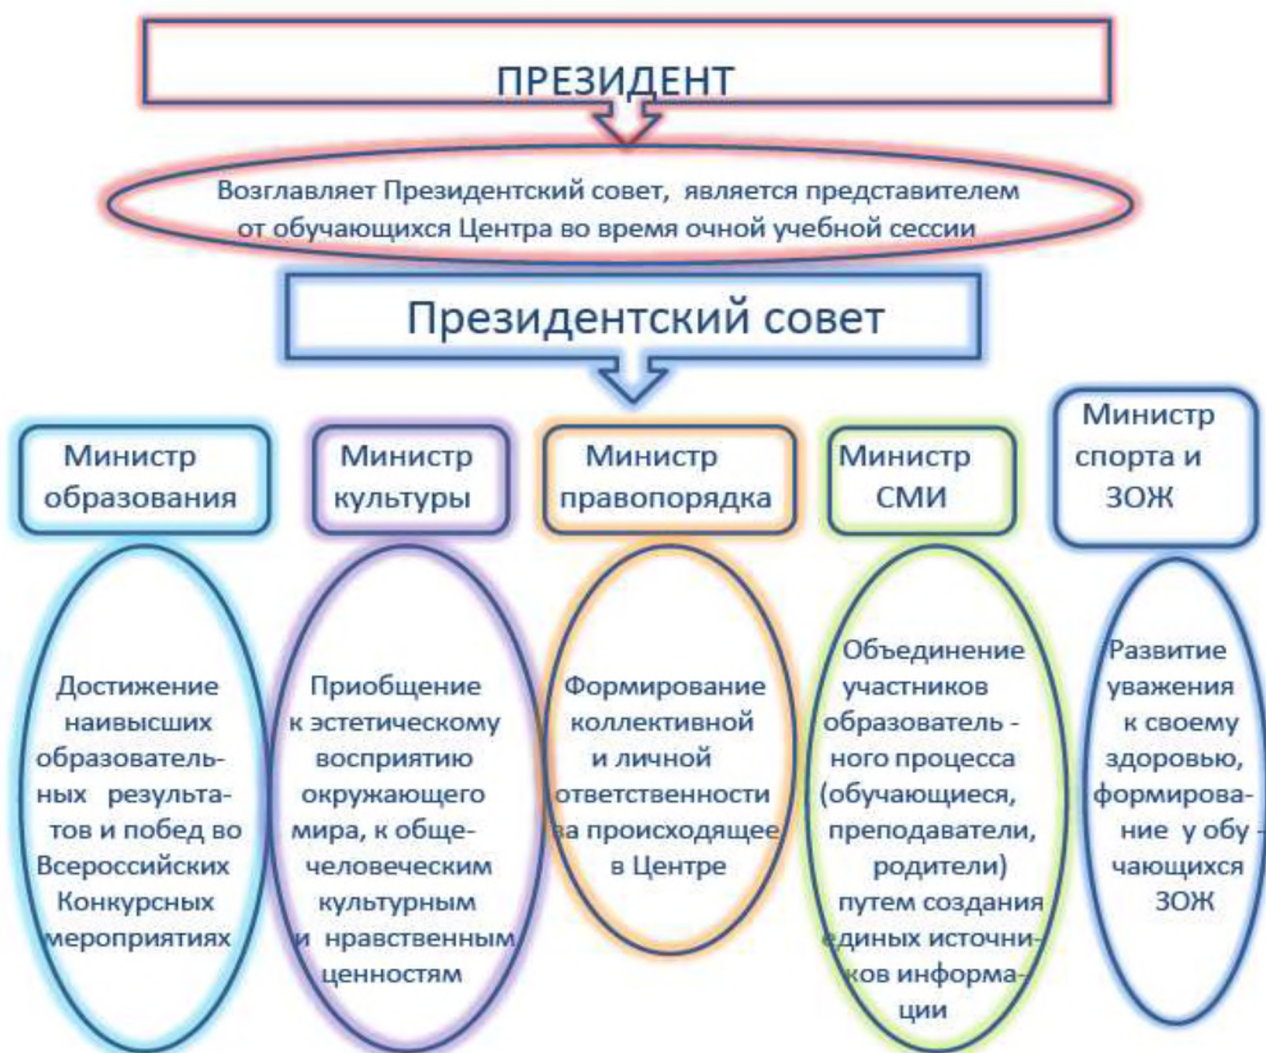 ПРЕЗИДЕНТ
Возглавляет Президентский совет, является представителем
от обучающихся Центра во время очной учебной сессии
Президентский совет
Министр
образования
Министр
культуры
Министр
правопорядка
Министр
СМИ
Министр
спорта и
ЗОЖ
Достижение
наивысших
образователь-
ных результа-
тов и побед во
Всероссийских
Конкурсных
мероприятиях
Приобщение
к эстетическому
восприятию
окружающего
мира, к обще-
человеческим
культурным
и нравственным
ценностям
Формирование
коллективной
и личной
ответственности
за происходящее
в Центре
Объединение
участников
образователь -
ного процесса
(обучающиеся,
преподаватели,
родители)
путем создания
единых источни-
ков информа-
ции
Развитие
уважения
к своему
здоровью,
формирова-
ние у обу -
чающихся
ЗОЖ